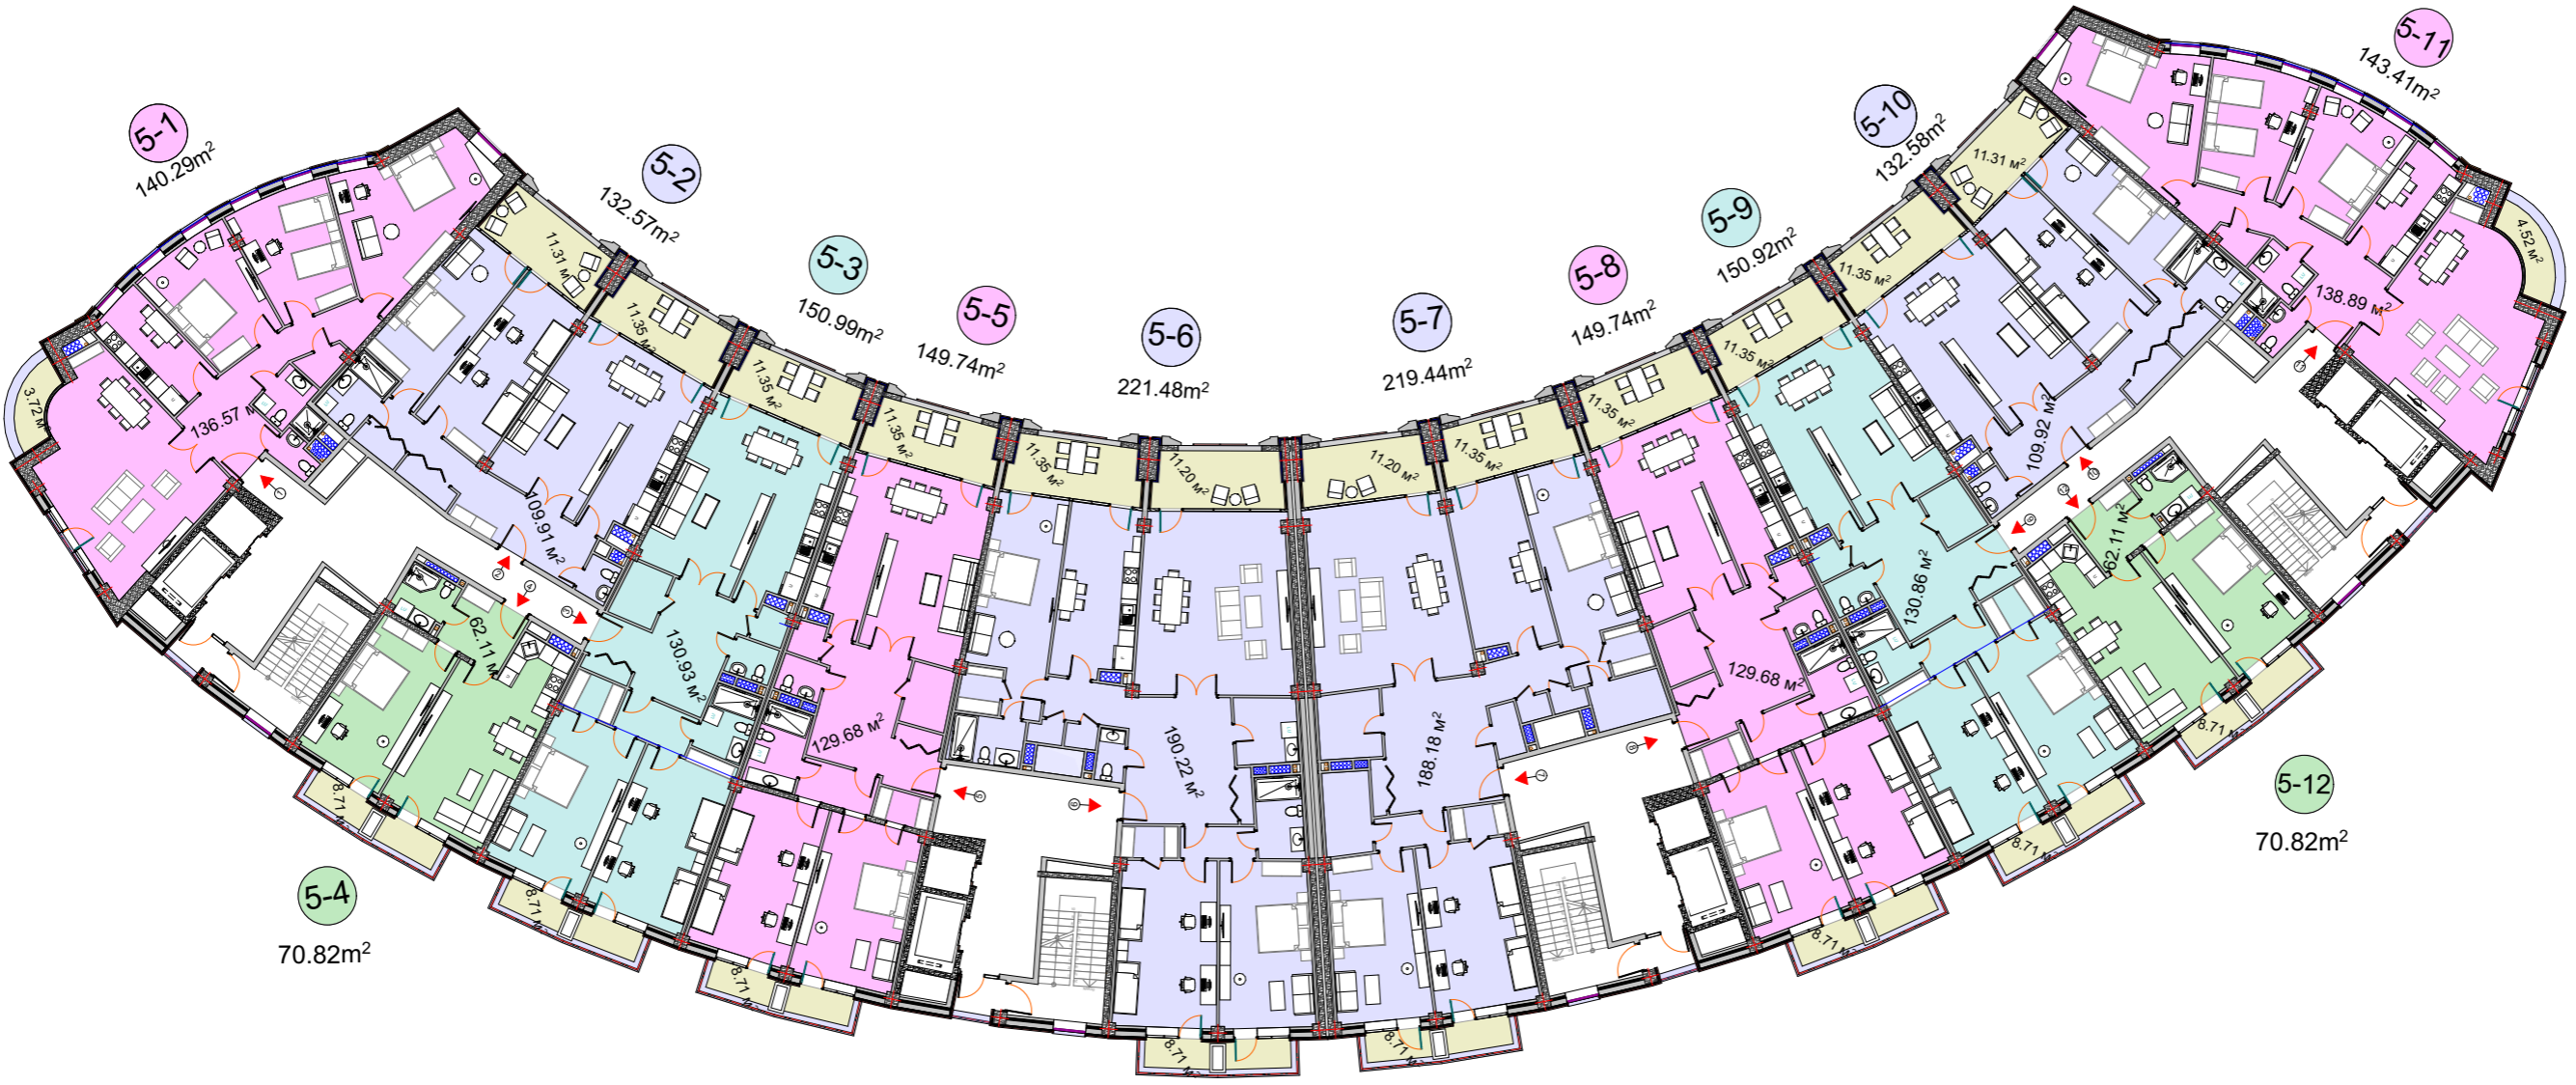 5-1
140.29m²
5-2
132.57m²
5-3
150.99m²
5-5
149.74m²
5-6
221.48m²
5-7
219.44m²
5-8
149.74m²
5-9
150.92m²
5-10
132.58m²
5-11
143.41m²
5-4
70.82m²
5-12
70.82m²
3.72 м
136.57 м
11.31 м
109.91 м²
11.35 м²
11.35 м²
130.93 м²
62.11 м²
11.35 м²
129.68 м²
11.35 м²
11.20 м²
190.22 м²
11.20 м²
11.35 м²
188.18 м²
11.35 м²
129.68 м²
11.35 м²
130.86 м²
11.35 м²
109.92 м²
11.31 м²
62.11 м²
138.89 м²
4.52 м²
8.71 м
8.71 м
8.71 м
8.71 м²
8.71 м
8.71 м
8.71 м
8.71 м